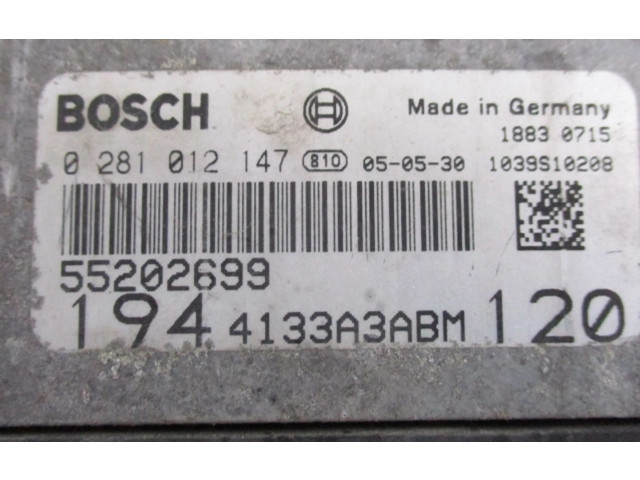 BOSCH Made in Germany
1883 0715
0 281 012 147 810 05-05-30 1039S10208
55202699
194 4133A3ABM 120